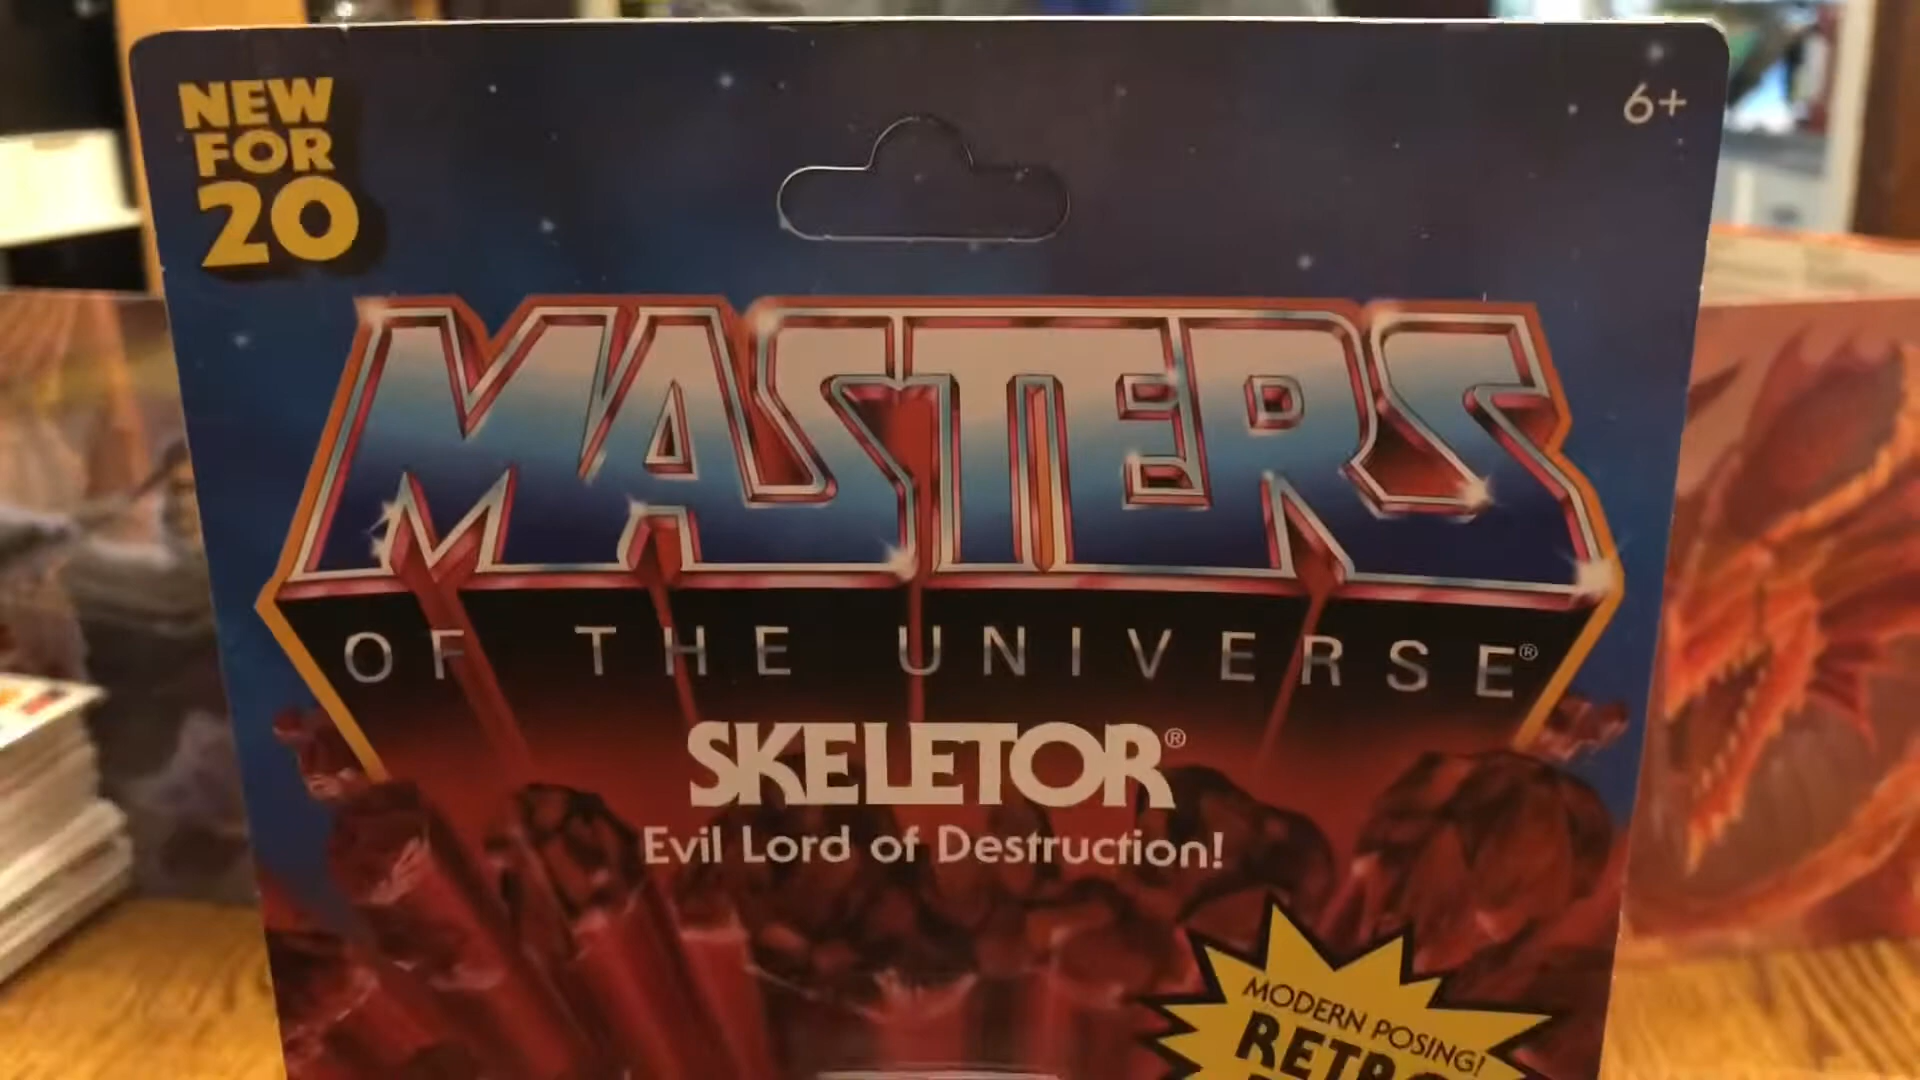 NEW
FOR
20
6+
MASTERS
OF THE UNIVERSE®
SKELETOR®
Evil Lord of Destruction!
MODERN POSING!